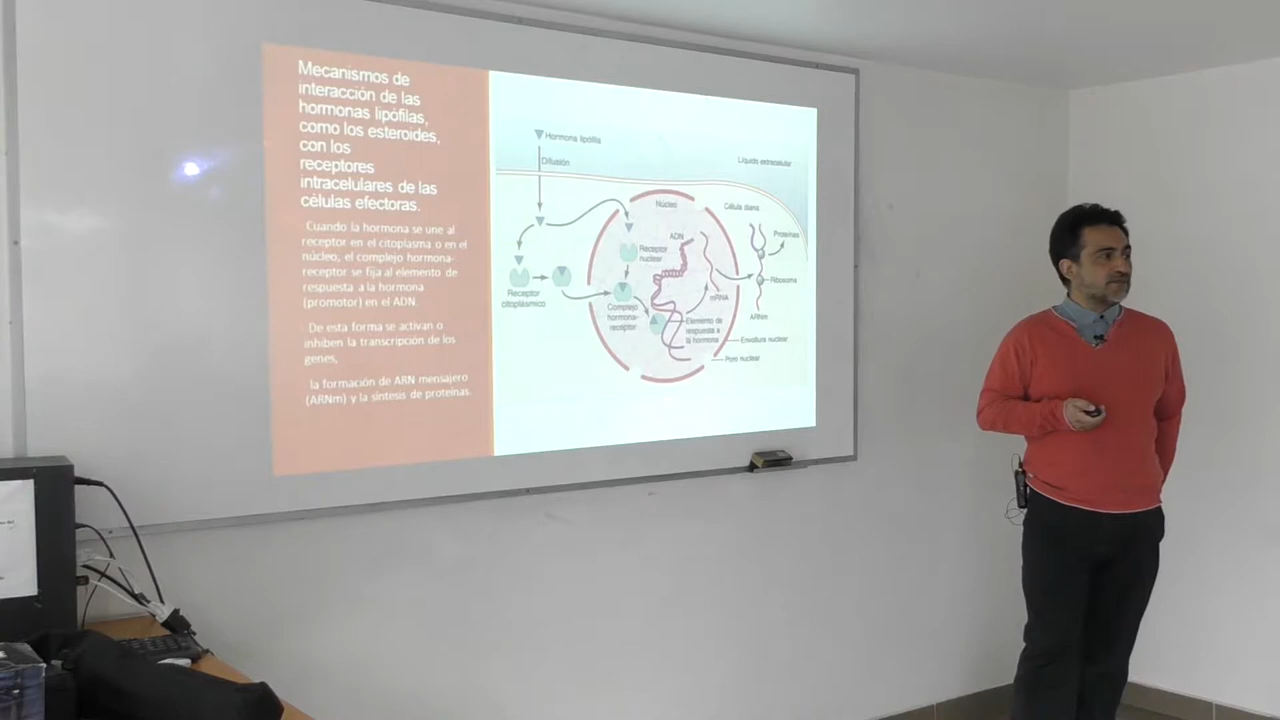 Mecanismos de
interacción de las
hormonas lipófilas,
como los esteroides,
con los
receptores
intracelulares de las
células efectoras.
Cuando la hormona se une al
receptor en el citoplasma o en el
núcleo, el complejo hormona-
receptor se fija al elemento de
respuesta a la hormona
(promotor) en el ADN.
De esta forma se activan o
inhiben la transcripción de los
genes,
la formación de ARN mensajero
(ARNm) y la síntesis de proteínas.
Hormona lipófila
Difusión
Líquido extracelular
Núcleo
Célula diana
ADN
Proteínas
Receptor
nuclear
Receptor
citoplásmico
Ribosoma
mRNA
Complejo
hormona-
receptor
ARNm
Elemento de
respuesta a
la hormona
Envoltura nuclear
Poro nuclear